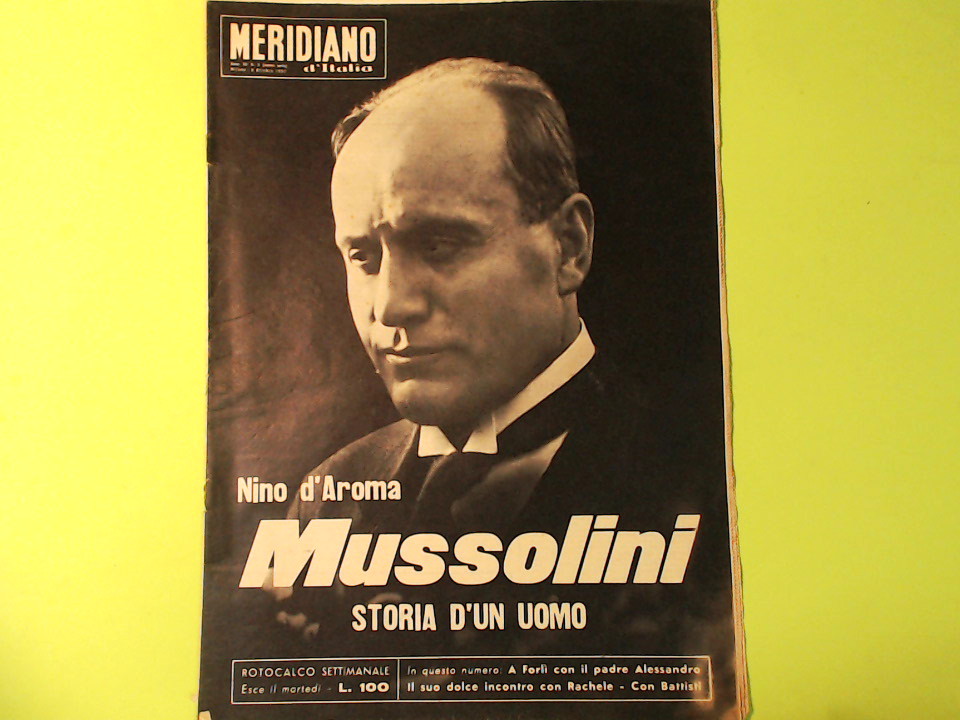 MERIDIANO
d'Italia
Nino d'Aroma
Mussolini
STORIA D'UN UOMO
ROTOCALCO SETTIMANALE
Esce il martedì - L. 100
In questo numero: A Forlì con il padre Alessandro
Il suo dolce incontro con Rachele - Con Battisti